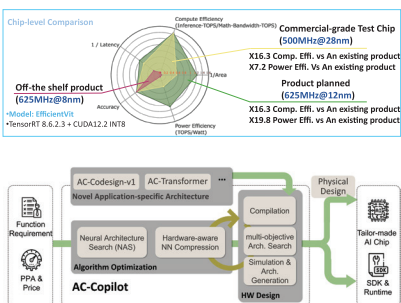 Chip-level Comparison
Compute Efficiency
(Inference-TOPS/Math-Bandwidth-TOPS)
1 / Latency
1/Area
Accuracy
Power Efficiency
(TOPS/Watt)
Commercial-grade Test Chip
(500MHz@28nm)
X16.3 Comp. Effi. vs An existing product
X7.2 Power Effi. vs An existing product
Off-the shelf product
(625MHz@8nm)
Product planned
(625MHz@12nm)
X16.3 Comp. Effi. vs An existing product
X19.8 Power Effi. vs An existing product
•Model: EfficientVit
•TensorRT 8.6.2.3 + CUDA12.2 INT8
Function
Requirement
PPA &
Price
AC-Codesign-v1
AC-Transformer
...
Novel Application-specific Architecture
Neural Architecture
Search (NAS)
Hardware-aware
NN Compression
Algorithm Optimization
AC-Copilot
Compilation
multi-objective
Arch. Search
Simulation &
Arch.
Generation
HW Design
Physical
Design
Tailor-made
AI Chip
SDK &
Runtime